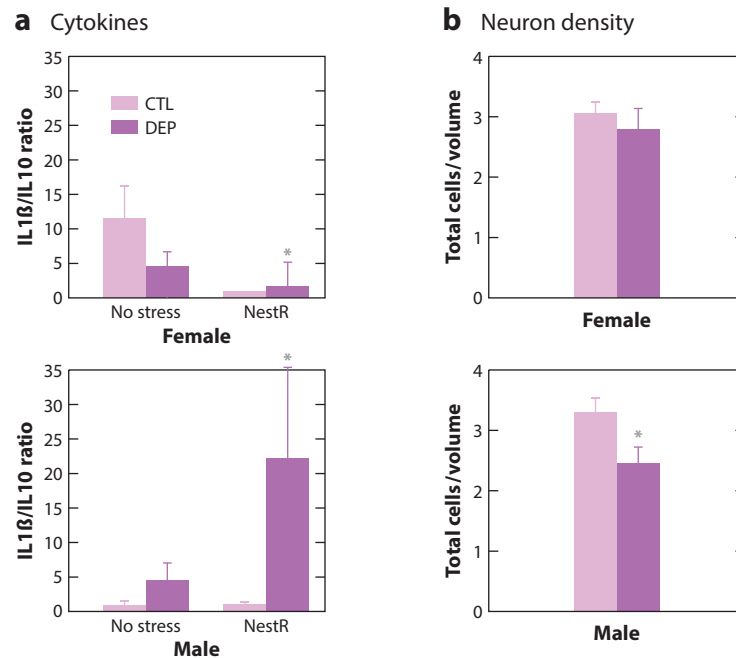 a Cytokines
35
30
25
20
15
10
5
0
IL1ß/IL10 ratio
CTL
DEP
*
No stress NestR
Female
35
30
25
20
15
10
5
0
IL1ß/IL10 ratio
*
No stress NestR
Male
b Neuron density
4
3
2
1
0
Total cells/volume
Female
4
3
2
1
0
Total cells/volume
*
Male